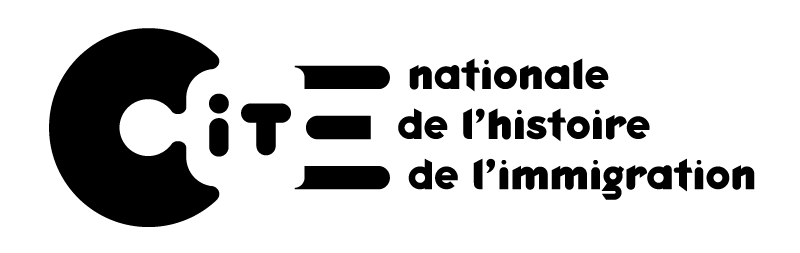 CiTE
nationale
de l'histoire
de l'immigration